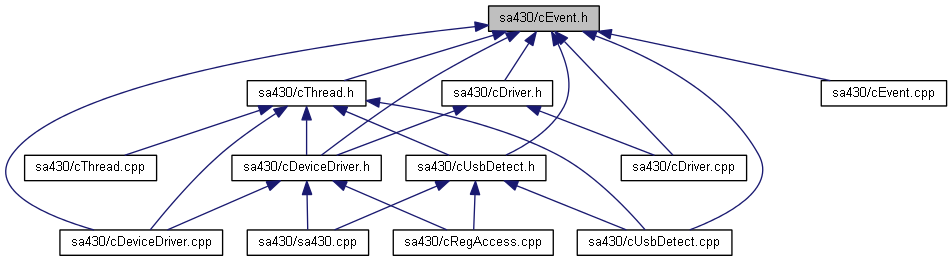 sa430/cEvent.h
sa430/cThread.h
sa430/cDriver.h
sa430/cEvent.cpp
sa430/cThread.cpp
sa430/cDeviceDriver.h
sa430/cUsbDetect.h
sa430/cDriver.cpp
sa430/cDeviceDriver.cpp
sa430/sa430.cpp
sa430/cRegAccess.cpp
sa430/cUsbDetect.cpp